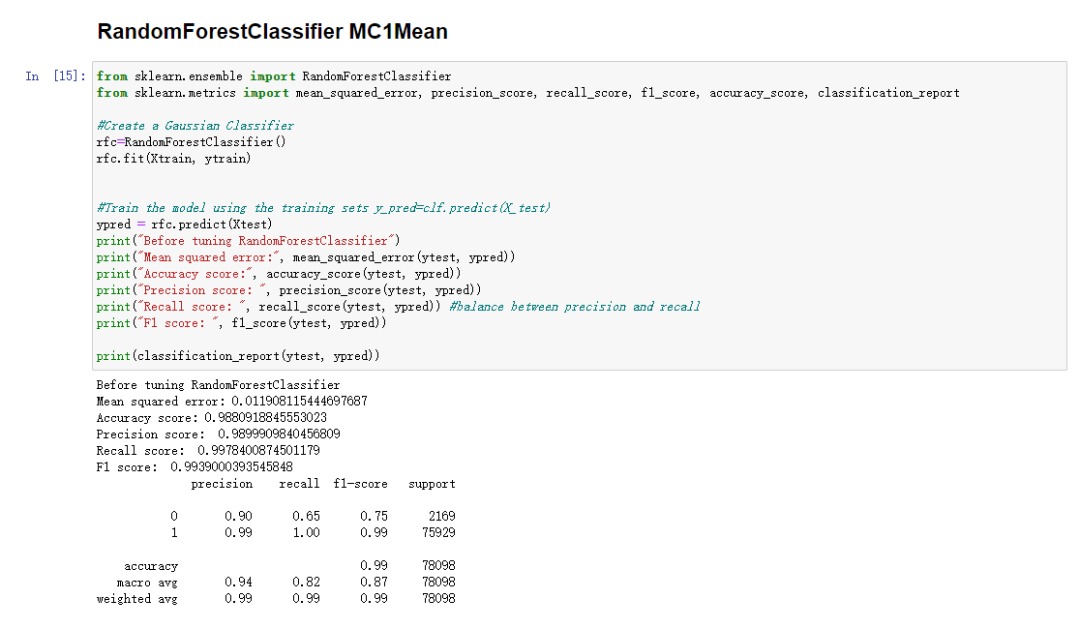 RandomForestClassifier MC1Mean
In [15]: from sklearn.ensemble import RandomForestClassifier
from sklearn.metrics import mean_squared_error, precision_score, recall_score, f1_score, accuracy_score, classification_report
#Create a Gaussian Classifier
rfc=RandomForestClassifier()
rfc.fit(Xtrain, ytrain)
#Train the model using the training sets y_pred=clf.predict(X_test)
ypred = rfc.predict(Xtest)
print("Before tuning RandomForestClassifier")
print("Mean squared error:", mean_squared_error(ytest, ypred))
print("Accuracy score:", accuracy_score(ytest, ypred))
print("Precision score: ", precision_score(ytest, ypred))
print("Recall score: ", recall_score(ytest, ypred)) #balance between precision and recall
print("F1 score: ", f1_score(ytest, ypred))
print(classification_report(ytest, ypred))
Before tuning RandomForestClassifier
Mean squared error: 0.011908115444697687
Accuracy score: 0.9880918845553023
Precision score:  0.9899909840456809
Recall score:  0.9978400874501179
F1 score:  0.9939000393545848
precision recall f1-score support
0 0.90 0.65 0.75 2169
1 0.99 1.00 0.99 75929
accuracy 0.99 78098
macro avg 0.94 0.82 0.87 78098
weighted avg 0.99 0.99 0.99 78098